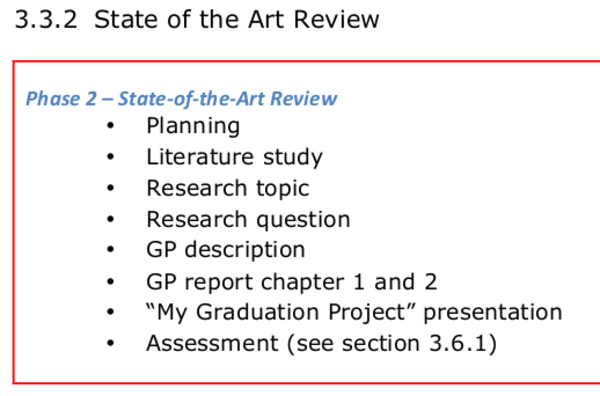 3.3.2 State of the Art Review
Phase 2 – State-of-the-Art Review
• Planning
• Literature study
• Research topic
• Research question
• GP description
• GP report chapter 1 and 2
• “My Graduation Project” presentation
• Assessment (see section 3.6.1)